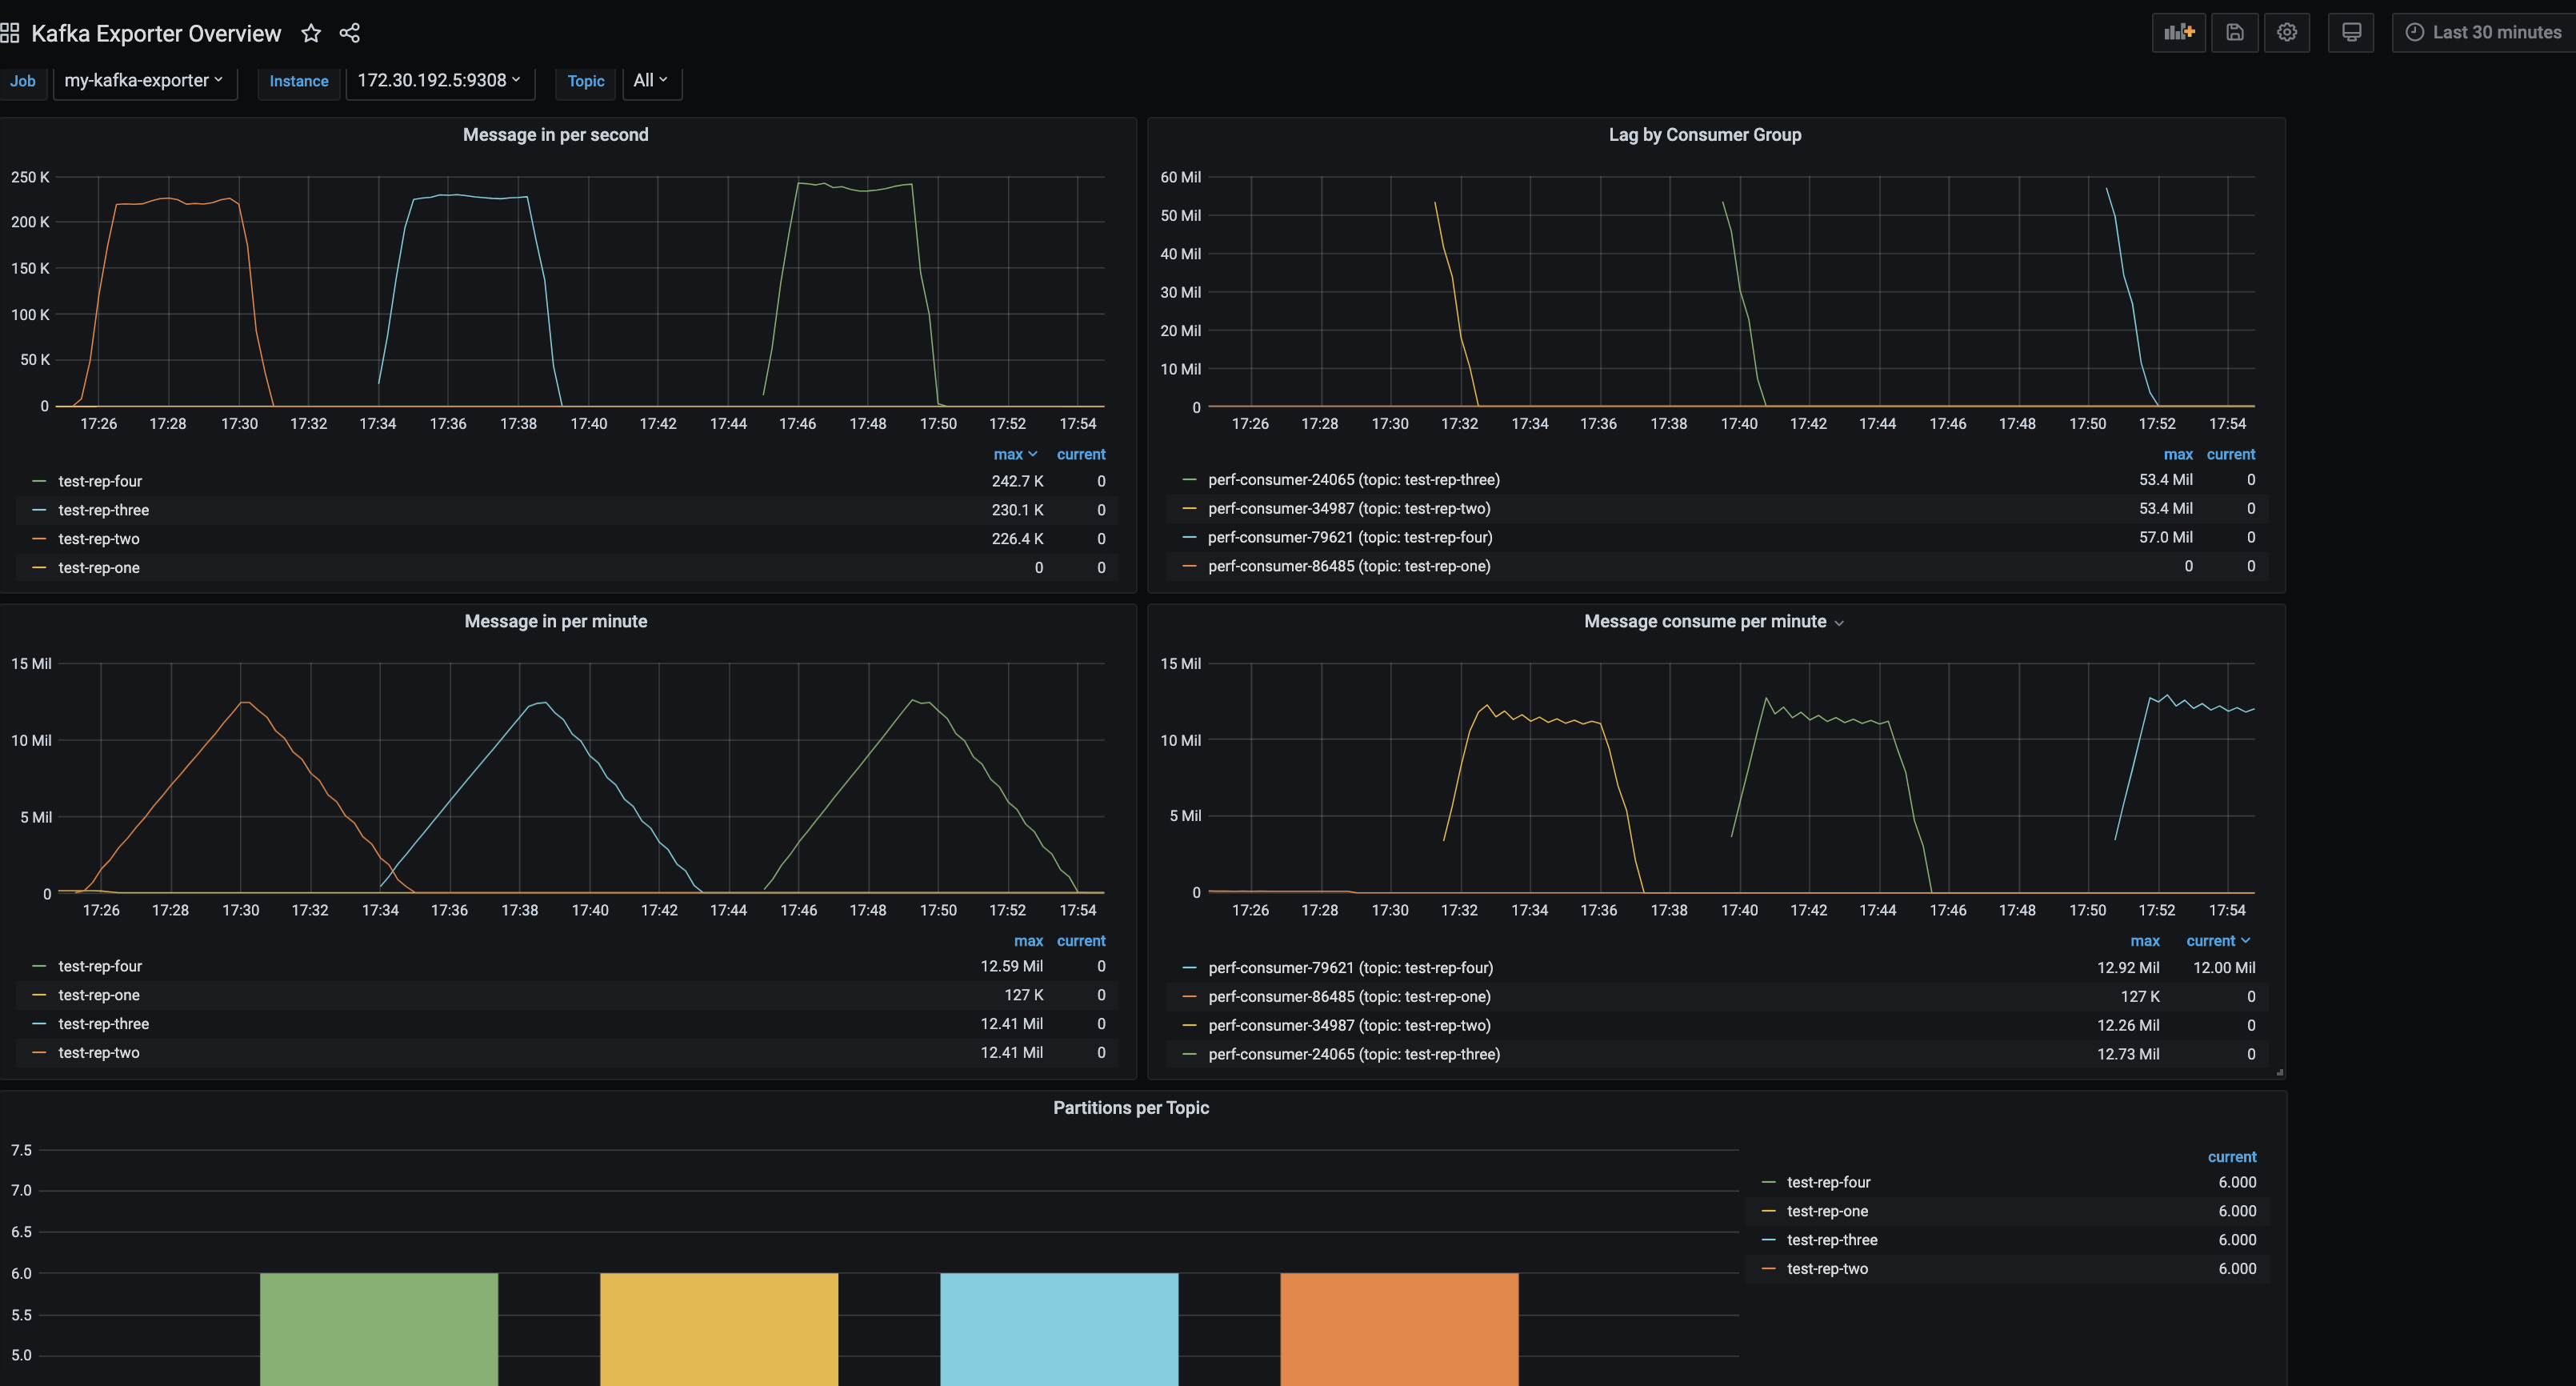 Kafka Exporter Overview
Last 30 minutes
Job my-kafka-exporter Instance 172.30.192.5:9308 Topic All
Message in per second
250 K
200 K
150 K
100 K
50 K
0
17:26 17:28 17:30 17:32 17:34 17:36 17:38 17:40 17:42 17:44 17:46 17:48 17:50 17:52 17:54
max current
test-rep-four 242.7 K 0
test-rep-three 230.1 K 0
test-rep-two 226.4 K 0
test-rep-one 0 0
Lag by Consumer Group
60 Mil
50 Mil
40 Mil
30 Mil
20 Mil
10 Mil
0
17:26 17:28 17:30 17:32 17:34 17:36 17:38 17:40 17:42 17:44 17:46 17:48 17:50 17:52 17:54
max current
perf-consumer-24065 (topic: test-rep-three) 53.4 Mil 0
perf-consumer-34987 (topic: test-rep-two) 53.4 Mil 0
perf-consumer-79621 (topic: test-rep-four) 57.0 Mil 0
perf-consumer-86485 (topic: test-rep-one) 0 0
Message in per minute
15 Mil
10 Mil
5 Mil
0
17:26 17:28 17:30 17:32 17:34 17:36 17:38 17:40 17:42 17:44 17:46 17:48 17:50 17:52 17:54
max current
test-rep-four 12.59 Mil 0
test-rep-one 127 K 0
test-rep-three 12.41 Mil 0
test-rep-two 12.41 Mil 0
Message consume per minute
15 Mil
10 Mil
5 Mil
0
17:26 17:28 17:30 17:32 17:34 17:36 17:38 17:40 17:42 17:44 17:46 17:48 17:50 17:52 17:54
max current
perf-consumer-79621 (topic: test-rep-four) 12.92 Mil 12.00 Mil
perf-consumer-86485 (topic: test-rep-one) 127 K 0
perf-consumer-34987 (topic: test-rep-two) 12.26 Mil 0
perf-consumer-24065 (topic: test-rep-three) 12.73 Mil 0
Partitions per Topic
7.5
7.0
6.5
6.0
5.5
5.0
current
test-rep-four 6.000
test-rep-one 6.000
test-rep-three 6.000
test-rep-two 6.000